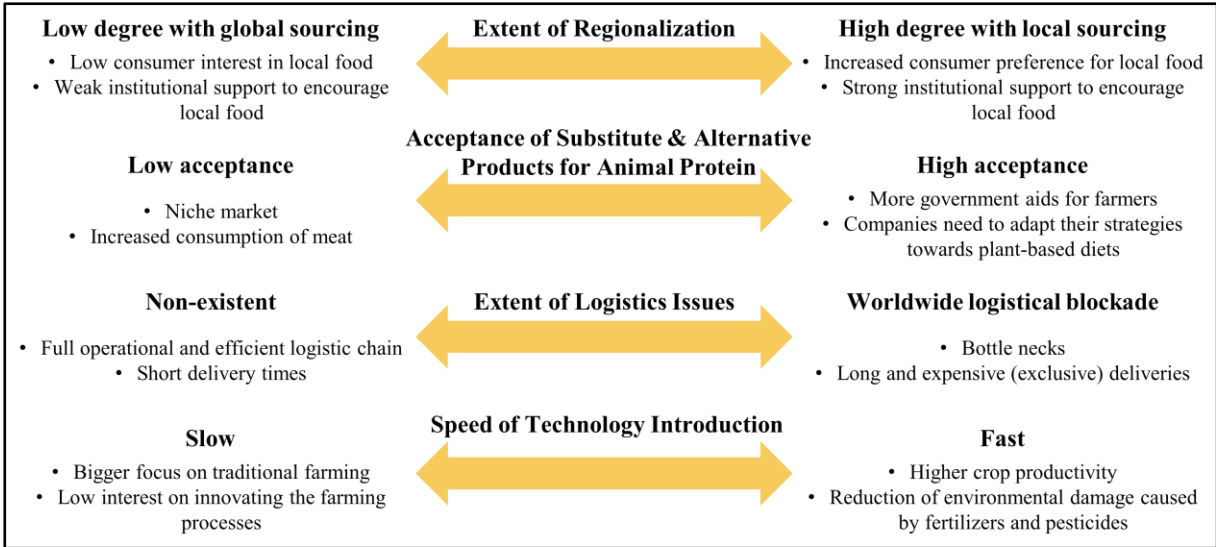 Low degree with global sourcing
• Low consumer interest in local food
• Weak institutional support to encourage
local food
Extent of Regionalization
High degree with local sourcing
• Increased consumer preference for local food
• Strong institutional support to encourage
local food
Acceptance of Substitute & Alternative
Products for Animal Protein
Low acceptance
• Niche market
• Increased consumption of meat
High acceptance
• More government aids for farmers
• Companies need to adapt their strategies
towards plant-based diets
Non-existent
• Full operational and efficient logistic chain
• Short delivery times
Extent of Logistics Issues
Worldwide logistical blockade
• Bottle necks
• Long and expensive (exclusive) deliveries
Speed of Technology Introduction
Slow
• Bigger focus on traditional farming
• Low interest on innovating the farming
processes
Fast
• Higher crop productivity
• Reduction of environmental damage caused
by fertilizers and pesticides